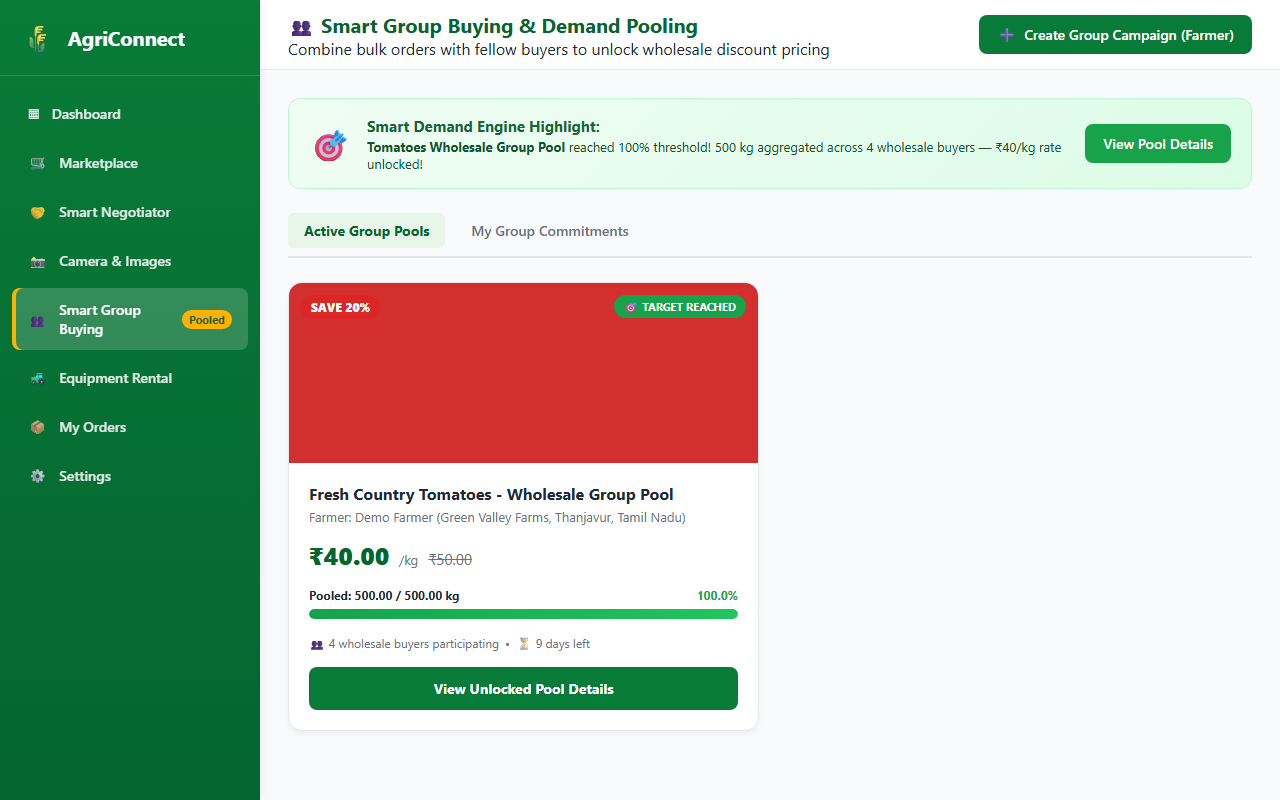 AgriConnect
Dashboard
Marketplace
Smart Negotiator
Camera & Images
Smart Group
Buying
Pooled
Equipment Rental
My Orders
Settings
Smart Group Buying & Demand Pooling
Combine bulk orders with fellow buyers to unlock wholesale discount pricing
Create Group Campaign (Farmer)
Smart Demand Engine Highlight:
Tomatoes Wholesale Group Pool reached 100% threshold! 500 kg aggregated across 4 wholesale buyers — ₹40/kg rate
unlocked!
View Pool Details
Active Group Pools
My Group Commitments
SAVE 20%
TARGET REACHED
Fresh Country Tomatoes - Wholesale Group Pool
Farmer: Demo Farmer (Green Valley Farms, Thanjavur, Tamil Nadu)
₹40.00 /kg ₹50.00
Pooled: 500.00 / 500.00 kg 100.0%
4 wholesale buyers participating • 9 days left
View Unlocked Pool Details